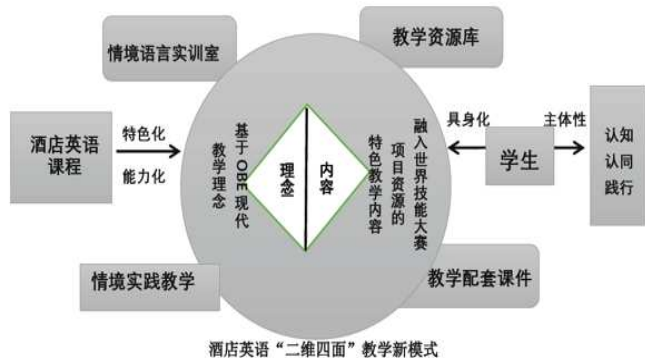 情境语言实训室
教学资源库
酒店英语
课程
特色化
能力化
基于 OBE 现代
教学理念
理念
内容
融入世界技能大赛
项目资源的
特色教学内容
具身化
学生
主体性
认知
认同
践行
情境实践教学
教学配套课件
酒店英语“二维四面”教学新模式